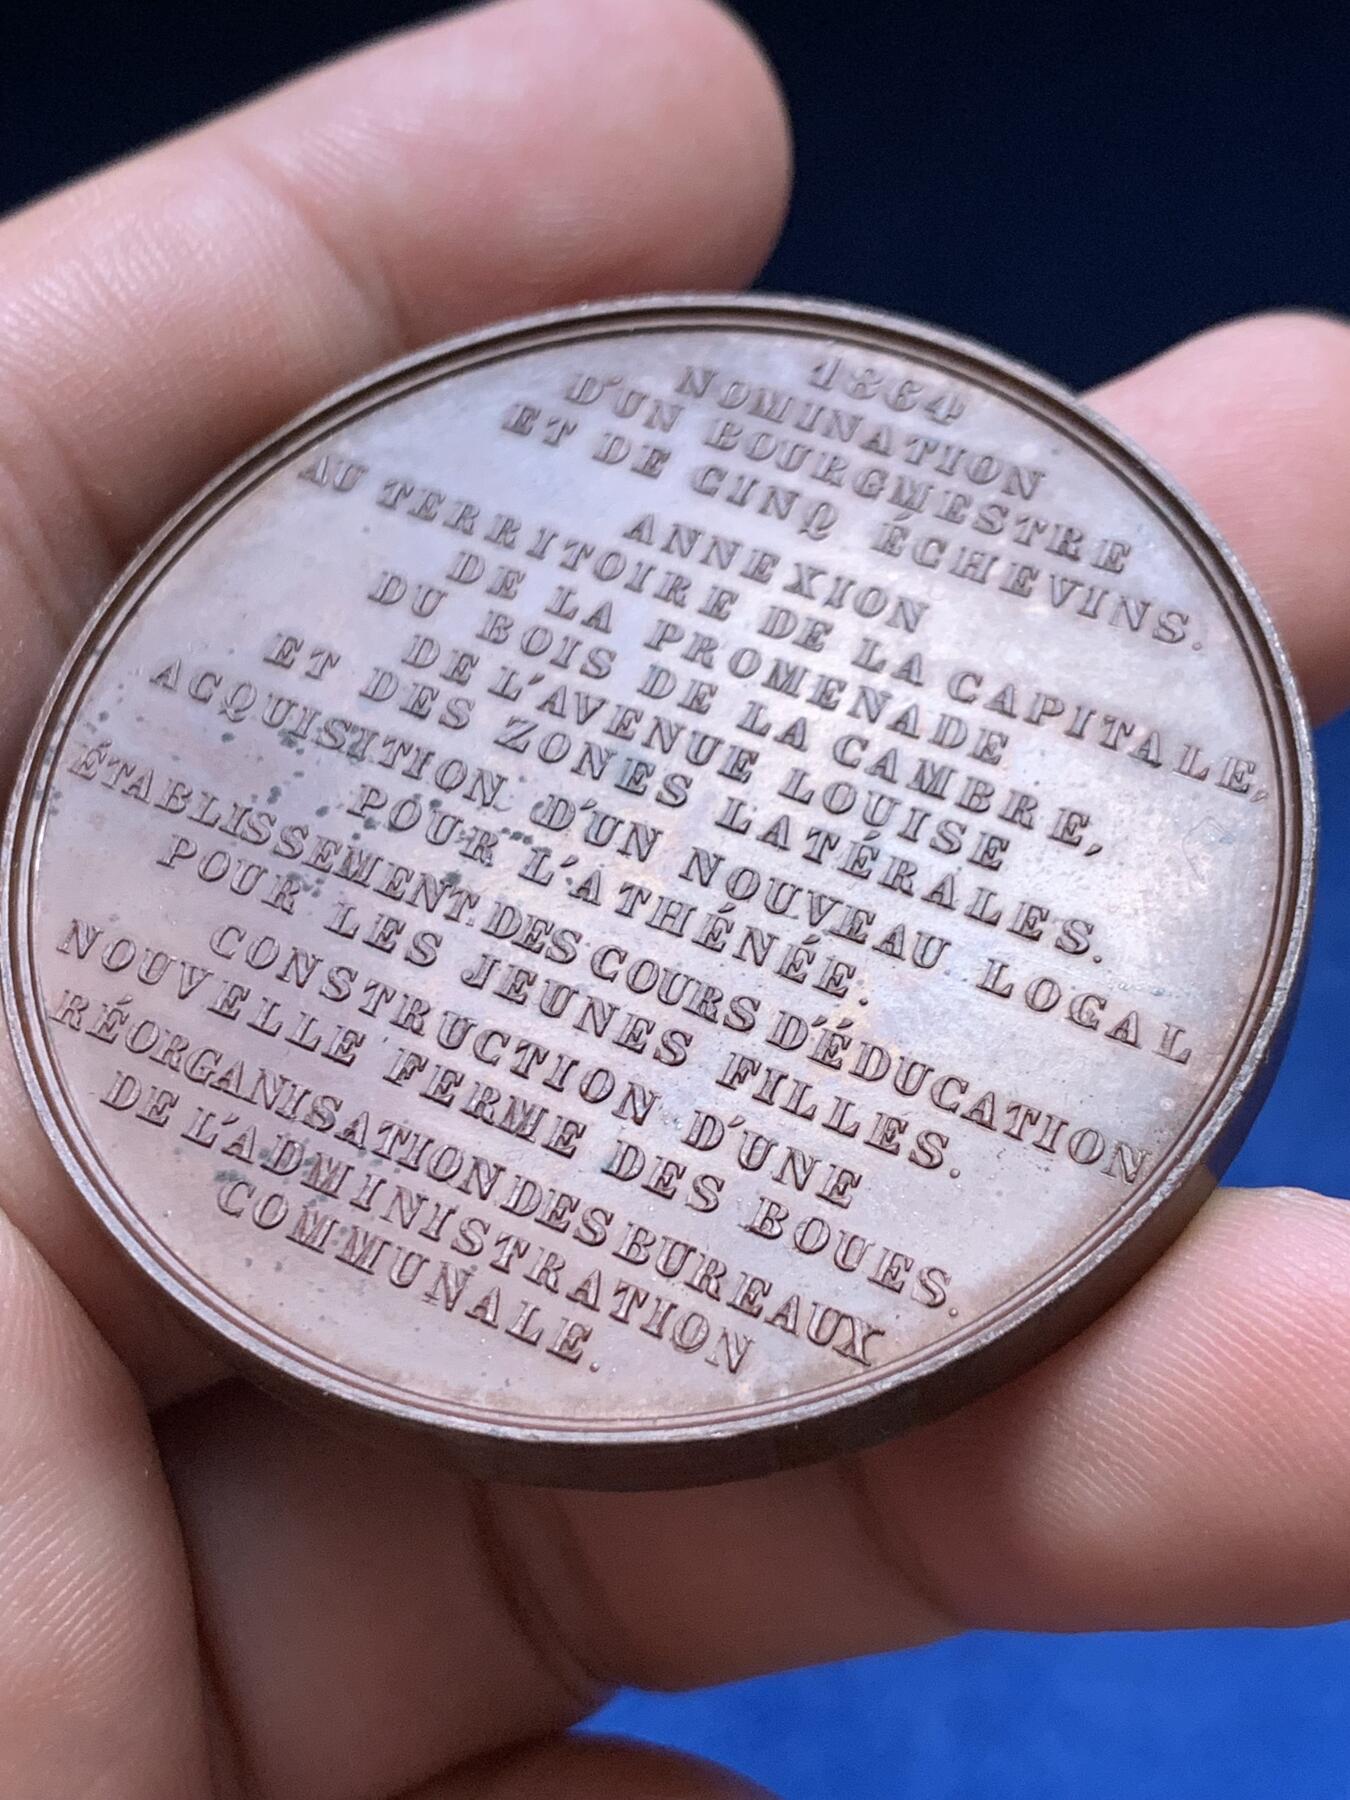 1864
NOMINATION
D'UN BOURGMESTRE
ET DE CINQ ÉCHEVINS.
ANNEXION
AU TERRITOIRE DE LA CAPITALE,
DE LA PROMENADE
DU BOIS DE LA CAMBRE,
DE L'AVENUE LOUISE
ET DES ZONES LATÉRALES.
ACQUISITION D'UN NOUVEAU LOCAL
POUR L'ATHÉNÉE.
ÉTABLISSEMENT DES COURS D'ÉDUCATION
POUR LES JEUNES FILLES.
CONSTRUCTION D'UNE
NOUVELLE FERME DES BOUES.
RÉORGANISATION DES BUREAUX
DE L'ADMINISTRATION
COMMUNALE.